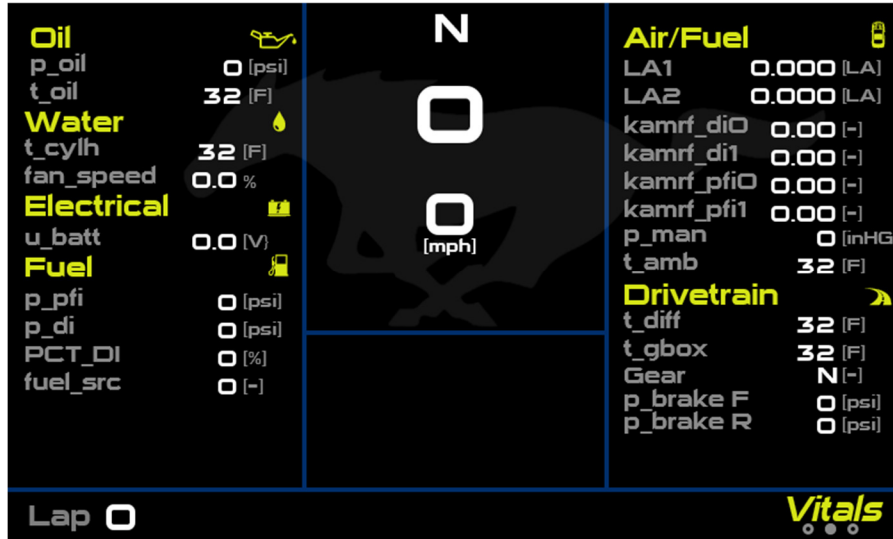 Oil
p_oil 0 [psi]
t_oil 32 [F]
Water
t_cylh 32 [F]
fan_speed 0.0 %
Electrical
u_batt 0.0 [V}
Fuel
p_pfi 0 [psi]
p_di 0 [psi]
PCT_DI 0 [%]
fuel_src 0 [-]
N
0
0
[mph]
Air/Fuel
LA1 0.000 [LA]
LA2 0.000 [LA]
kamrf_di0 0.00 [-]
kamrf_di1 0.00 [-]
kamrf_pfi0 0.00 [-]
kamrf_pfi1 0.00 [-]
p_man 0 [inHG
t_amb 32 [F]
Drivetrain
t_diff 32 [F]
t_gbox 32 [F]
Gear N [-]
p_brake F 0 [psi]
p_brake R 0 [psi]
Lap 0
Vitals